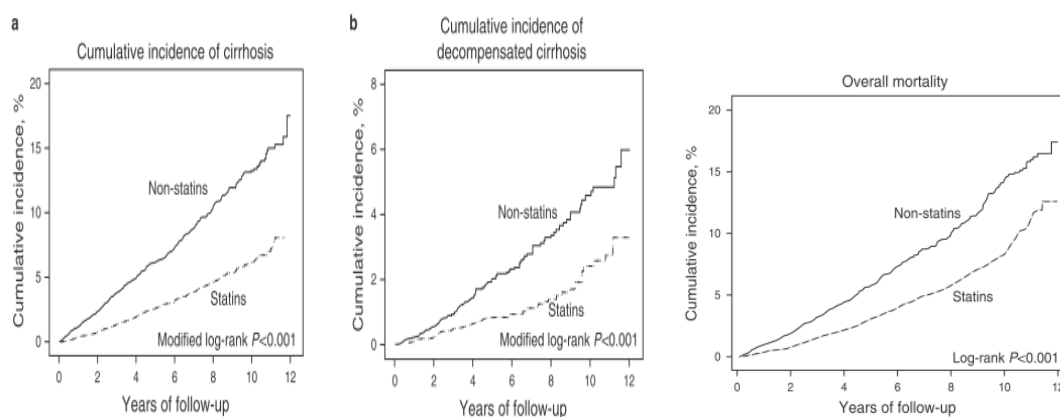 a
Cumulative incidence of cirrhosis
Cumulative incidence, %
20
15
10
5
0
Non-statins
Statins
Modified log-rank P<0.001
0 2 4 6 8 10 12
Years of follow-up
b
Cumulative incidence of
decompensated cirrhosis
Cumulative incidence, %
8
6
4
2
0
Non-statins
Statins
Modified log-rank P<0.001
0 2 4 6 8 10 12
Years of follow-up
Overall mortality
Cumulative incidence, %
20
15
10
5
0
Non-statins
Statins
Log-rank P<0.001
0 2 4 6 8 10 12
Years of follow-up